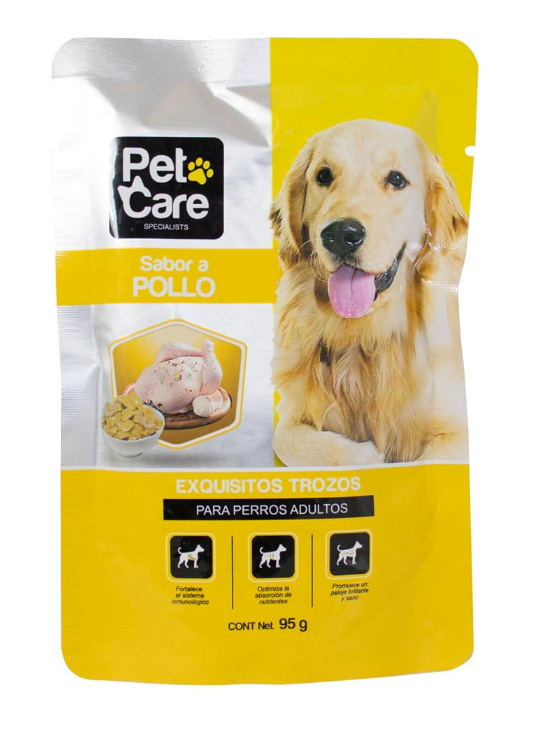 Pet
Care
SPECIALISTS
Sabor a
POLLO
EXQUISITOS TROZOS
PARA PERROS ADULTOS
Fortalece
el sistema
inmunológico
Optimiza la
absorción de
nutrientes
Promueve un
pelaje brillante
y sano
CONT Net. 95 g